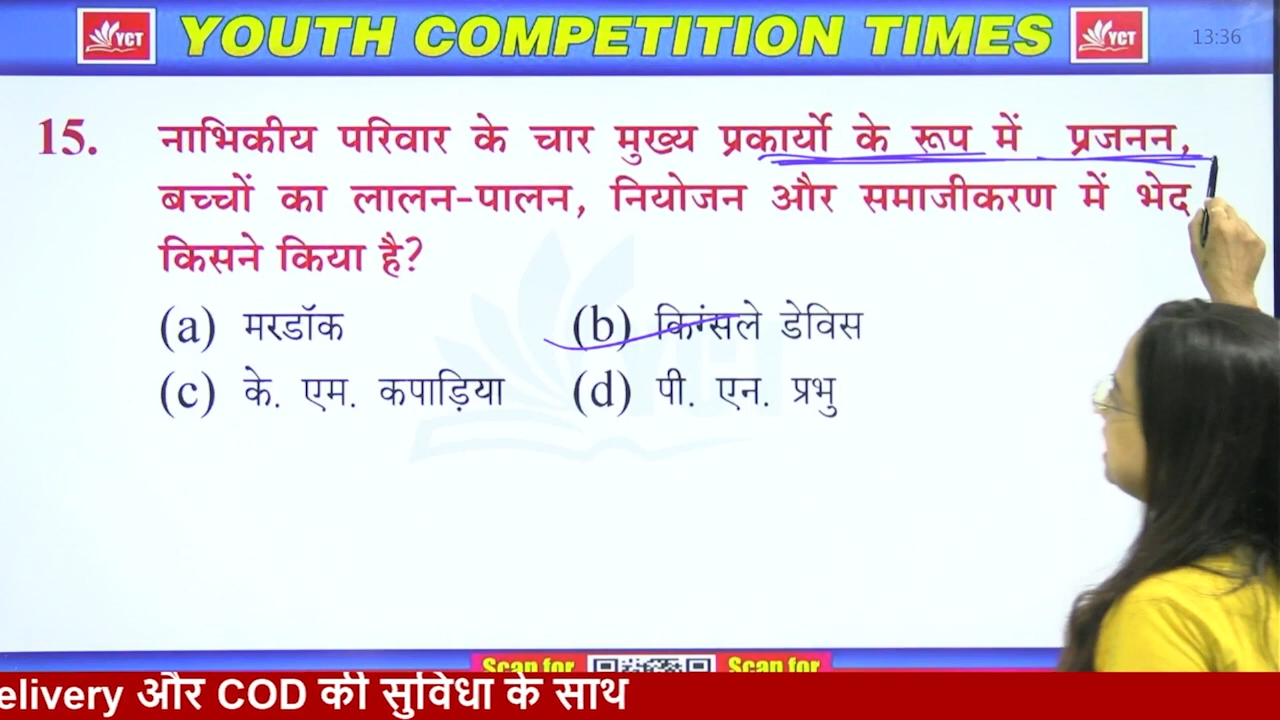 YCT YOUTH COMPETITION TIMES YCT 13:36
15. नाभिकीय परिवार के चार मुख्य प्रकार्यो के रूप में प्रजनन,
बच्चों का लालन-पालन, नियोजन और समाजीकरण में भेद
किसने किया है?
(a) मरडॉक (b) किगंसले डेविस
(c) के. एम. कपाड़िया (d) पी. एन. प्रभु
YCT
Scan for Scan for
elivery और COD की सुविधा के साथ